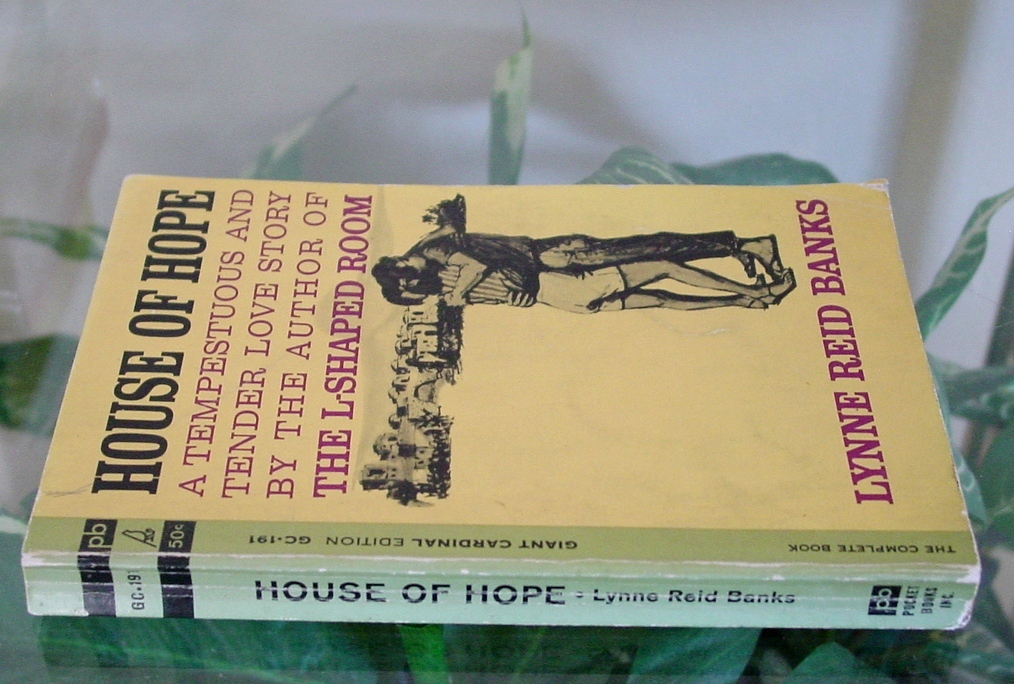 HOUSE OF HOPE
A TEMPESTUOUS AND
TENDER LOVE STORY
BY THE AUTHOR OF
THE L-SHAPED ROOM
LYNNE REID BANKS
pb
50c
GIANT CARDINAL EDITION GC·191
THE COMPLETE BOOK
GC·191
HOUSE OF HOPE · Lynne Reid Banks
pb
POCKET
BOOKS
INC.